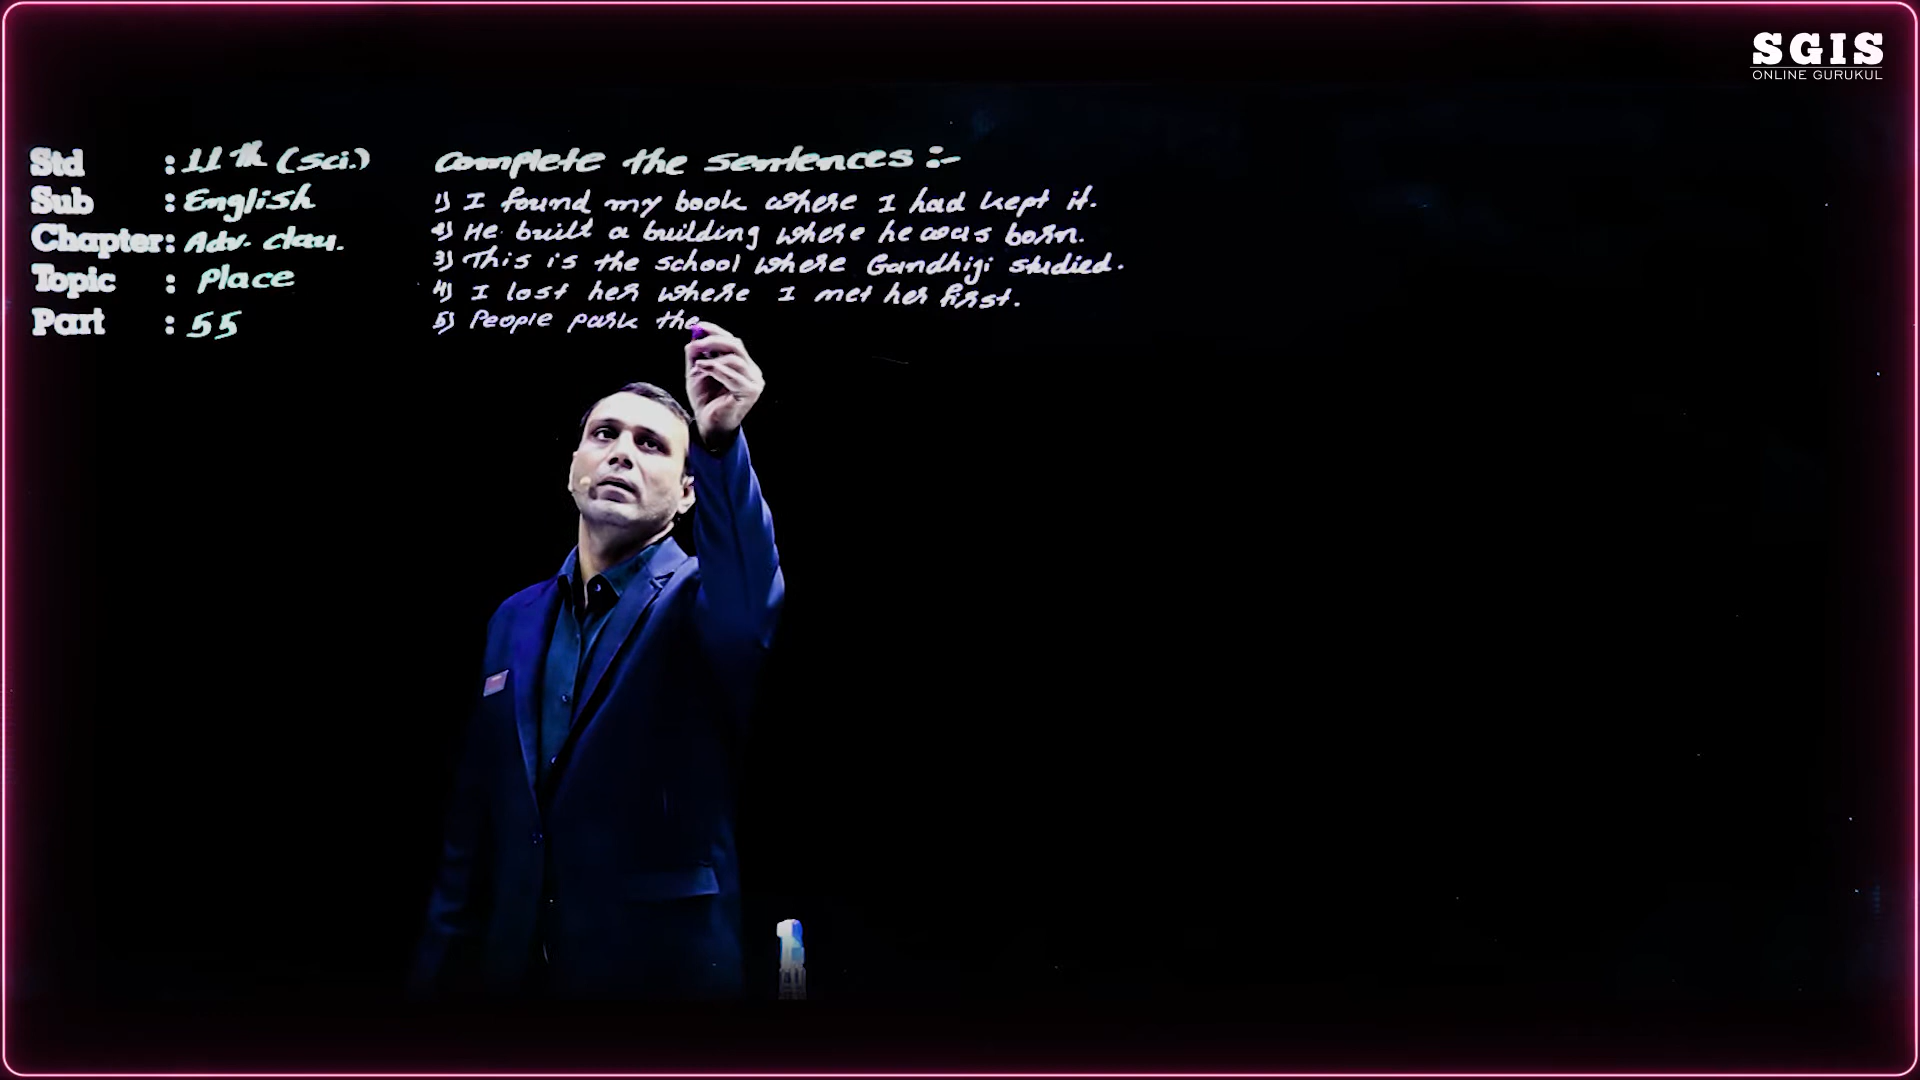 SGIS
ONLINE GURUKUL
Std : 11th (Sci.)
Sub : English
Chapter : Adv. clau.
Topic : Place
Part : 55
Complete the sentences :-
1) I found my book where I had kept it.
2) He built a building where he was born.
3) This is the school where Gandhiji studied.
4) I lost her where I met her first.
5) People park the